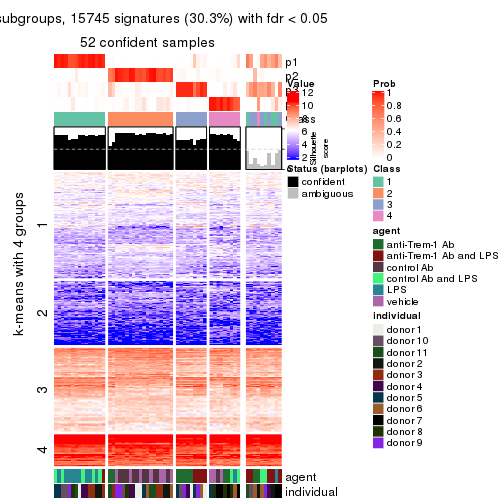 subgroups, 15745 signatures (30.3%) with fdr < 0.05
52 confident samples
p1
p2
Value
12
10
6
4
2
Prob
1
0.8
0.6
0.4
0.2
0
Silhouette
score
Status (barplots)
confident
ambiguous
Class
1
2
3
4
agent
anti-Trem-1 Ab
anti-Trem-1 Ab and LPS
control Ab
control Ab and LPS
LPS
vehicle
individual
donor 1
donor 10
donor 11
donor 2
donor 3
donor 4
donor 5
donor 6
donor 7
donor 8
donor 9
k-means with 4 groups
1
2
3
4
agent
individual